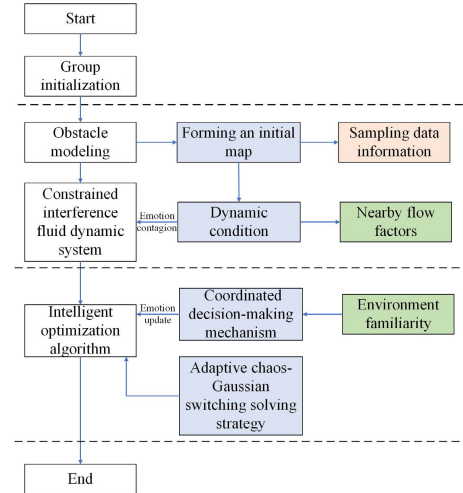 Start
Group
initialization
Obstacle
modeling
Forming an initial
map
Sampling data
information
Constrained
interference
fluid dynamic
system
Emotion
contagion
Dynamic
condition
Nearby flow
factors
Intelligent
optimization
algorithm
Emotion
update
Coordinated
decision-making
mechanism
Environment
familiarity
Adaptive chaos-
Gaussian
switching solving
strategy
End